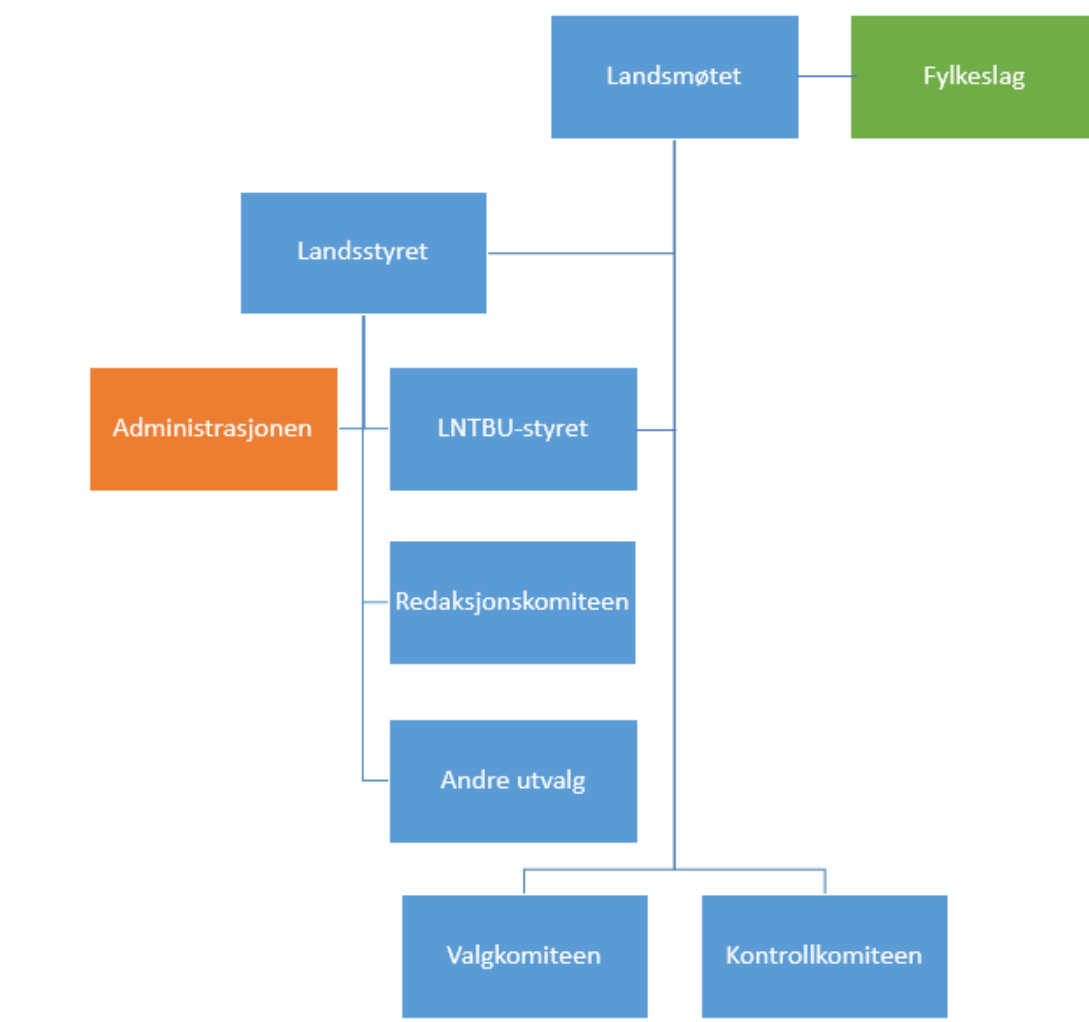 Landsmøtet
Fylkeslag
Landsstyret
Administrasjonen
LNTBU-styret
Redaksjonskomiteen
Andre utvalg
Valgkomiteen
Kontrollkomiteen